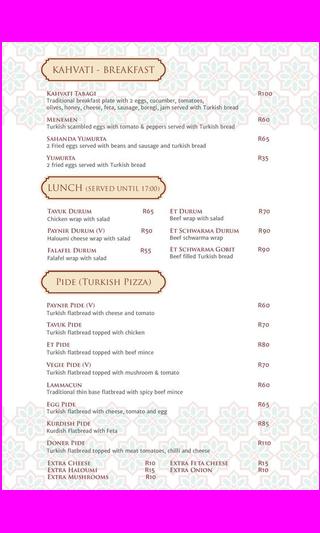 KAHVATI - BREAKFAST
KAHVATI TABAGI R100
Traditional breakfast plate with 2 eggs, cucumber, tomatoes,
olives, honey, cheese, feta, sausage, boregi, jam served with Turkish bread
MENEMEN R60
Turkish scambled eggs with tomato & peppers served with Turkish bread
SAHANDA YUMURTA R65
2 Fried eggs served with beans and sausage and turkish bread
YUMURTA R35
2 fried eggs served with Turkish bread
LUNCH (SERVED UNTIL 17:00)
TAVUK DURUM R65 ET DURUM R70
Chicken wrap with salad Beef wrap with salad
PAYNIR DURUM (V) R50 ET SCHWARMA DURUM R90
Haloumi cheese wrap with salad Beef schwarma wrap
FALAFEL DURUM R55 ET SCHWARMA GOBIT R90
Falafel wrap with salad Beef filled Turkish bread
PIDE (TURKISH PIZZA)
PAYNIR PIDE (V) R60
Turkish flatbread with cheese and tomato
TAVUK PIDE R70
Turkish flatbread topped with chicken
ET PIDE R80
Turkish flatbread topped with beef mince
VEGIE PIDE (V) R70
Turkish flatbread topped with mushroom & tomato
LAMMACUN R60
Traditional thin base flatbread with spicy beef mince
EGG PIDE R65
Turkish flatbread with cheese, tomato and egg
KURDISH PIDE R85
Kurdish Flatbread with Feta
DONER PIDE R110
Turkish flatbread topped with meat tomatoes, chilli and cheese
EXTRA CHEESE R10 EXTRA FETA CHEESE R15
EXTRA HALOUMI R15 EXTRA ONION R10
EXTRA MUSHROOMS R10